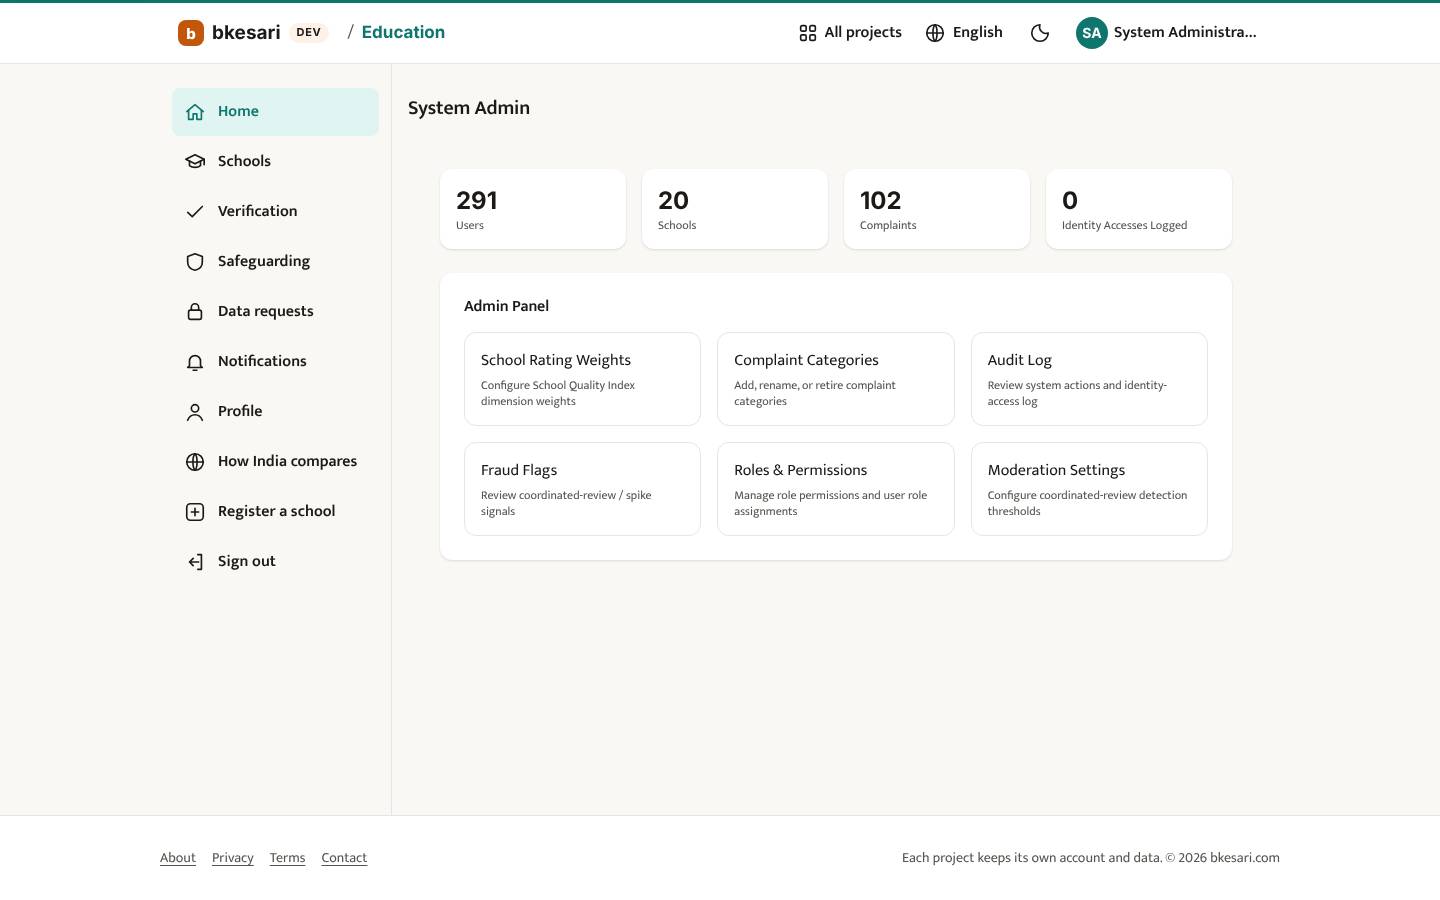 b bkesari DEV / Education
All projects
English
SA System Administra...
Home
Schools
Verification
Safeguarding
Data requests
Notifications
Profile
How India compares
Register a school
Sign out
System Admin
291
Users
20
Schools
102
Complaints
0
Identity Accesses Logged
Admin Panel
School Rating Weights
Configure School Quality Index
dimension weights
Complaint Categories
Add, rename, or retire complaint
categories
Audit Log
Review system actions and identity-
access log
Fraud Flags
Review coordinated-review / spike
signals
Roles & Permissions
Manage role permissions and user role
assignments
Moderation Settings
Configure coordinated-review detection
thresholds
About Privacy Terms Contact
Each project keeps its own account and data. © 2026 bkesari.com